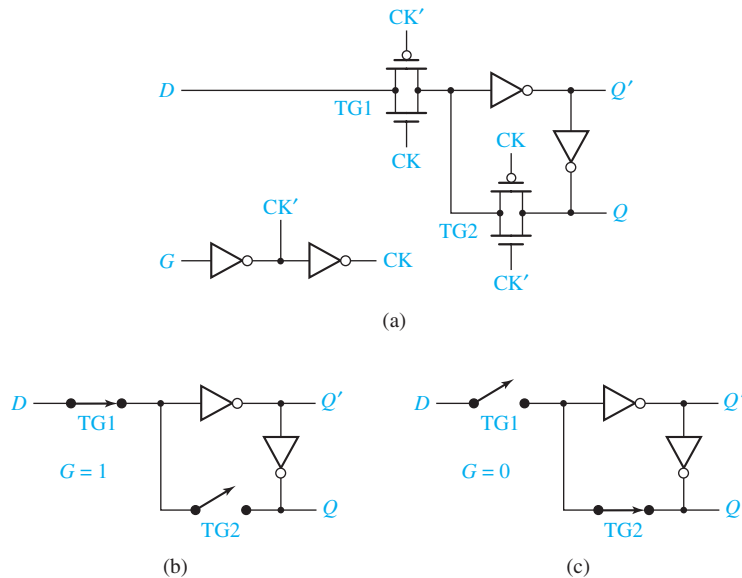 CK′
D
TG1
Q′
CK
CK
CK′
TG2
Q
G
CK
CK′
(a)
D
TG1
Q′
G = 1
TG2
Q
(b)
D
TG1
Q′
G = 0
TG2
Q
(c)